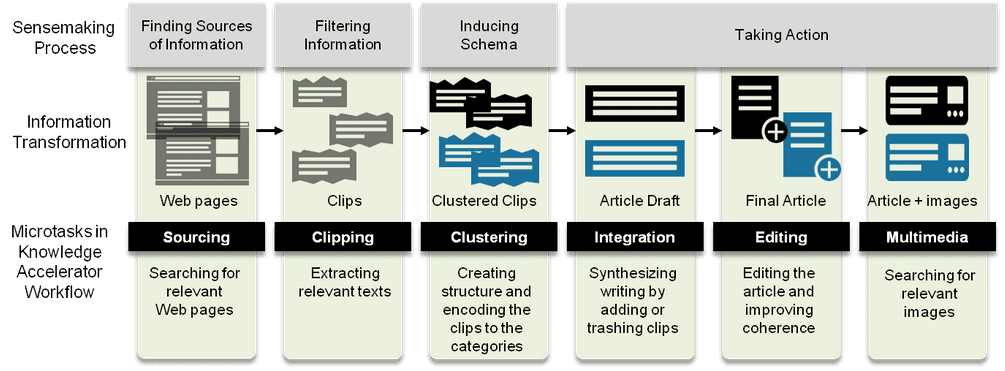 Sensemaking
Process
Finding Sources
of Information
Filtering
Information
Inducing
Schema
Taking Action
Information
Transformation
Web pages
Clips
Clustered Clips
Article Draft
Final Article
Article + images
Microtasks in
Knowledge
Accelerator
Workflow
Sourcing
Clipping
Clustering
Integration
Editing
Multimedia
Searching for
relevant
Web pages
Extracting
relevant texts
Creating
structure and
encoding the
clips to the
categories
Synthesizing
writing by
adding or
trashing clips
Editing the
article and
improving
coherence
Searching for
relevant
images